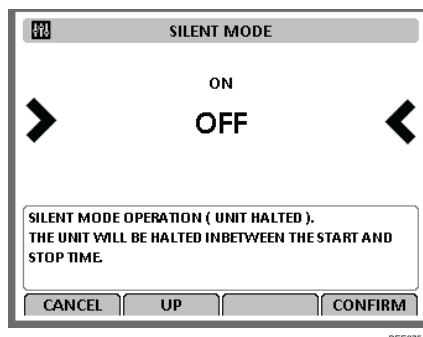 SILENT MODE
ON
OFF
SILENT MODE OPERATION ( UNIT HALTED ).
THE UNIT WILL BE HALTED INBETWEEN THE START AND
STOP TIME.
CANCEL UP CONFIRM